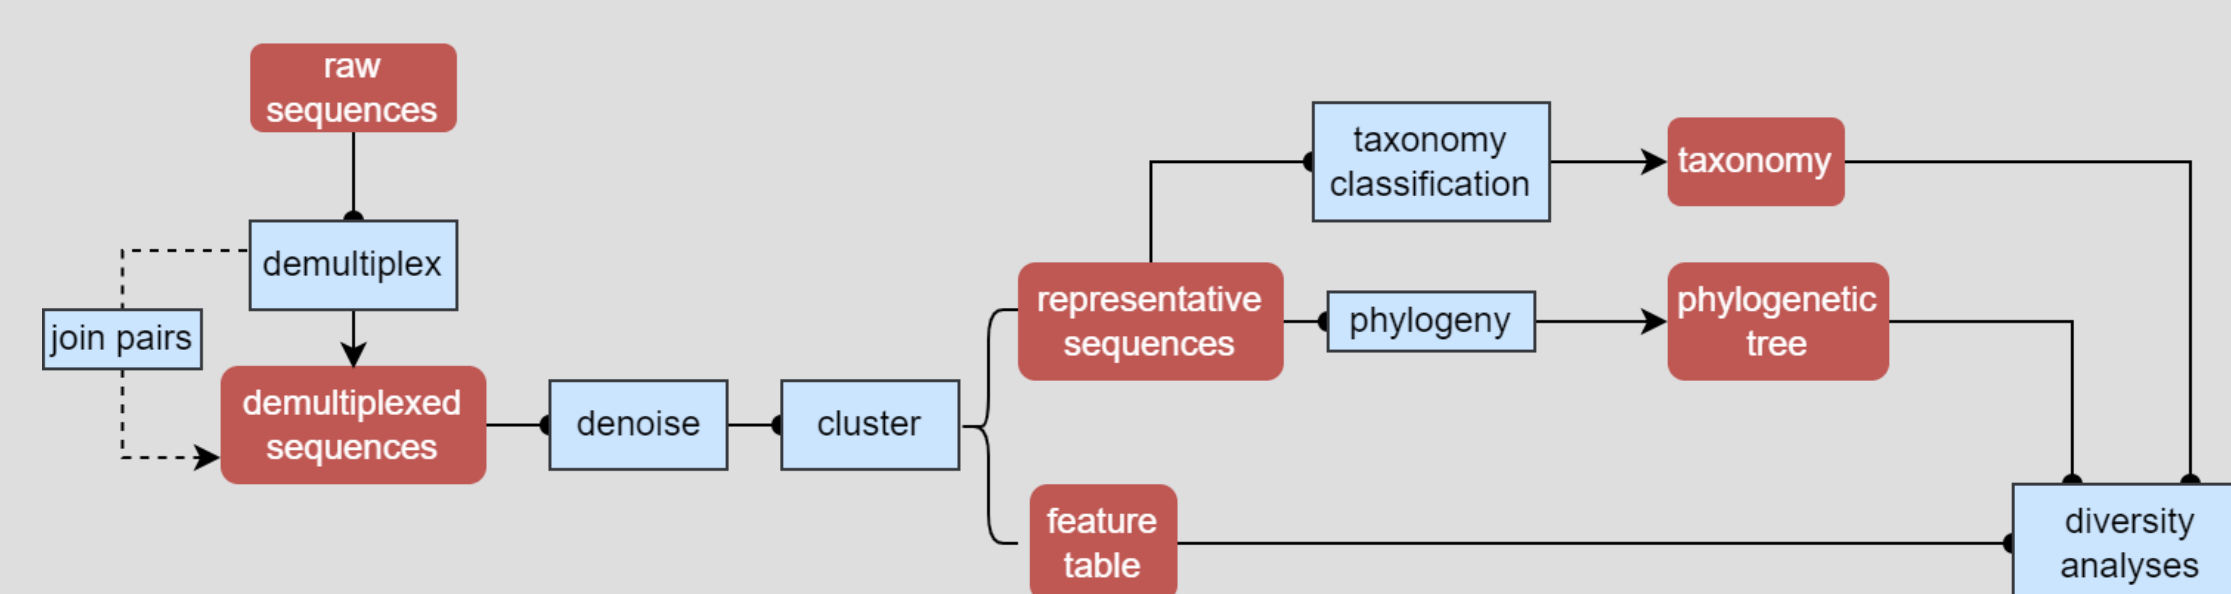 raw
sequences
demultiplex
join pairs
demultiplexed
sequences
denoise
cluster
representative
sequences
feature
table
taxonomy
classification
taxonomy
phylogeny
phylogenetic
tree
diversity
analyses